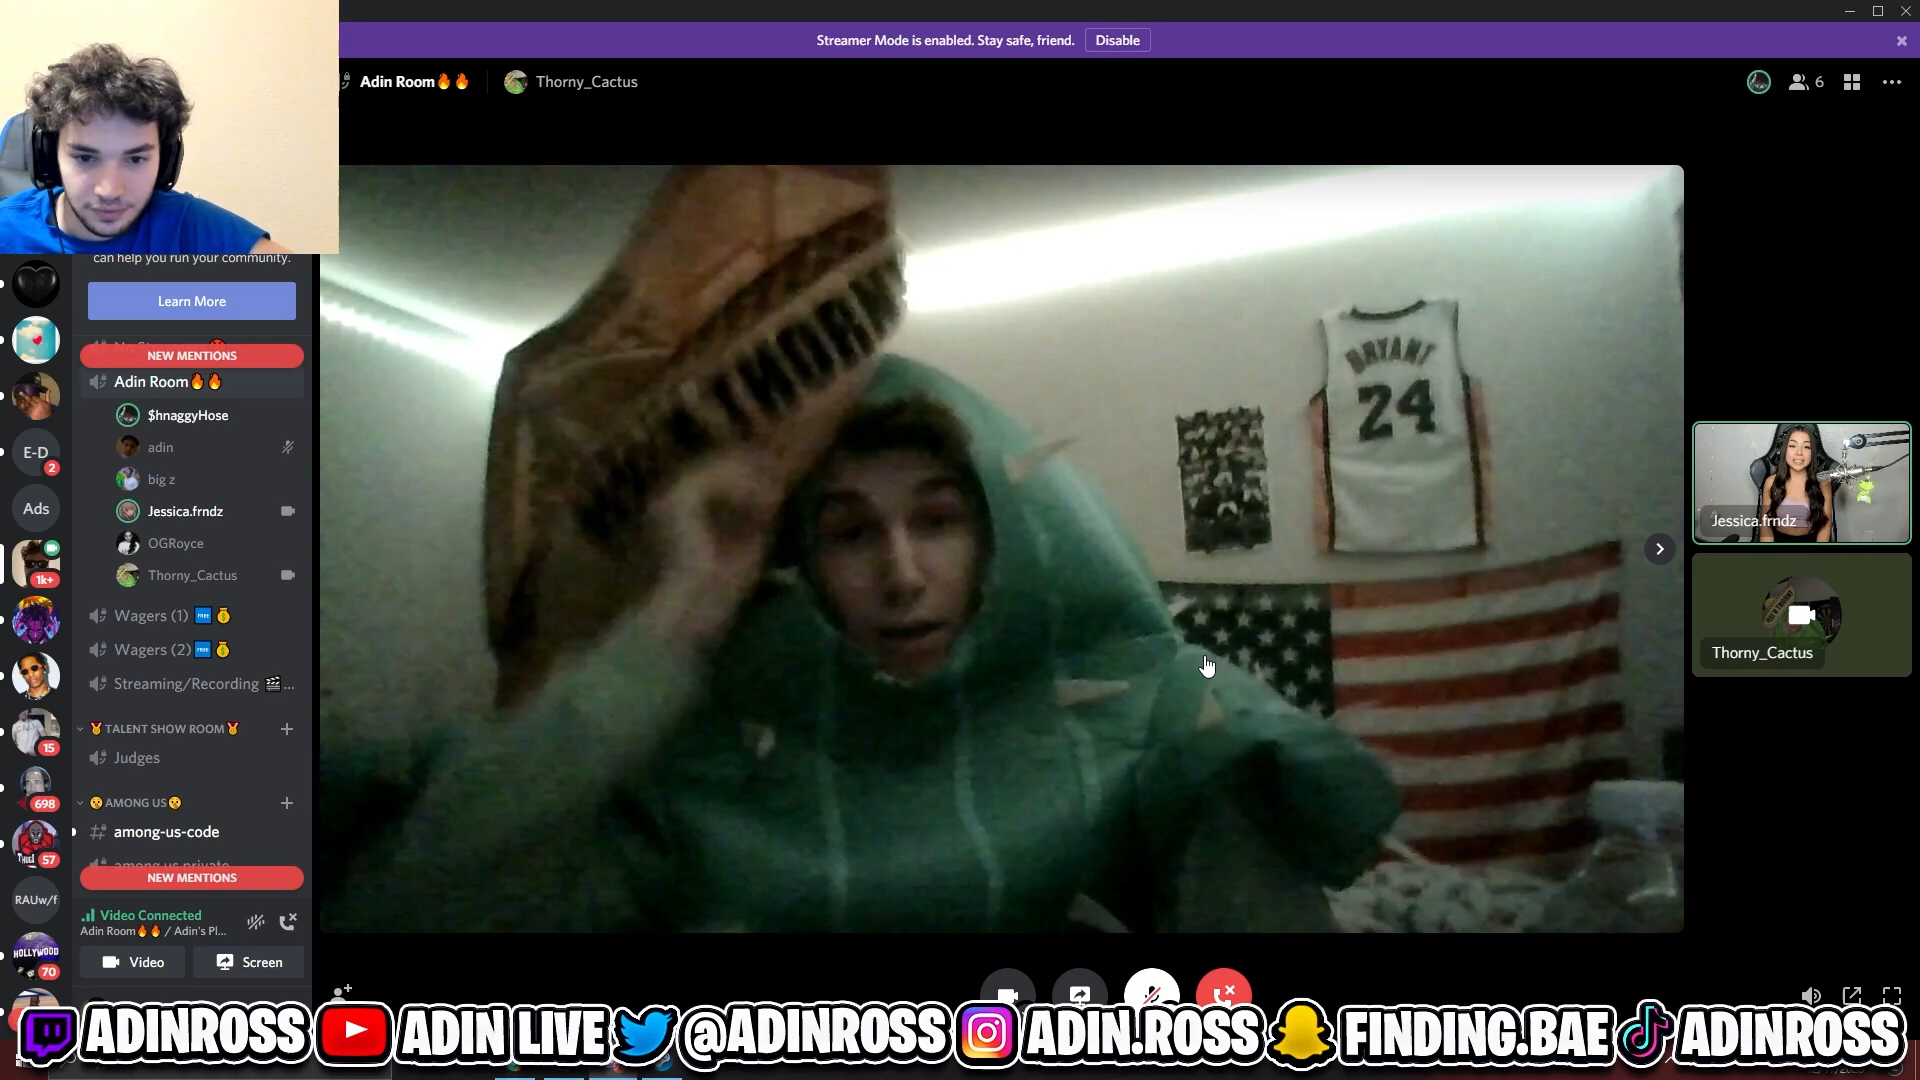 Streamer Mode is enabled. Stay safe, friend.
Disable
Adin Room🔥🔥
Thorny_Cactus
6
can help you run your community.
Learn More
NEW MENTIONS
Adin Room🔥🔥
$hnaggyHose
adin
big z
Jessica.frndz
OGRoyce
Thorny_Cactus
Wagers (1) 🆓💰
Wagers (2) 🆓💰
Streaming/Recording 🎬...
🏅TALENT SHOW ROOM🏅
Judges
AMONG US
among-us-code
among us private
NEW MENTIONS
Video Connected
Adin Room🔥🔥 / Adin's Pl...
Video
Screen
E-D
2
Ads
1k+
15
698
57
RAUw/f
HOLLYWOOD
70
BRYANT
24
Jessica.frndz
Thorny_Cactus
ADINROSS ADIN LIVE @ADINROSS ADIN.ROSS FINDING.BAE ADINROSS